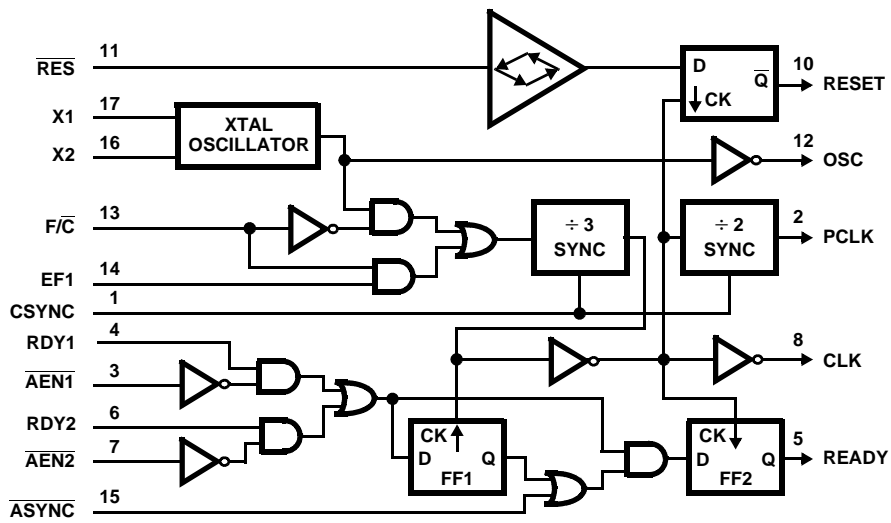 11
RES
D
Q
CK
10
RESET
X1
17
X2
16
XTAL
OSCILLATOR
12
OSC
F/C
13
÷ 3
SYNC
÷ 2
SYNC
2
PCLK
EF1
14
CSYNC
1
RDY1
4
8
CLK
AEN1
3
RDY2
6
AEN2
7
CK
D
Q
FF1
CK
D
Q
FF2
5
READY
ASYNC
15